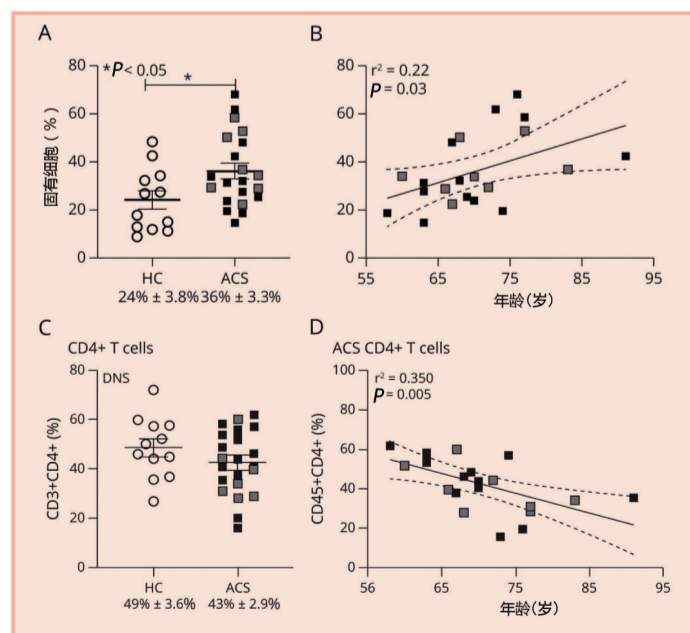 A
80
*P < 0.05
*
60
40
20
0
固有细胞（%）
HC
ACS
24% ± 3.8%
36% ± 3.3%
B
80
r² = 0.22
P = 0.03
60
40
20
0
55
65
75
85
95
年龄(岁)
C
CD4+ T cells
80
DNS
60
40
20
0
CD3+CD4+ (%)
HC
ACS
49% ± 3.6%
43% ± 2.9%
D
ACS CD4+ T cells
100
r² = 0.350
P = 0.005
80
60
40
20
0
CD45+CD4+ (%)
56
65
75
85
95
年龄(岁)